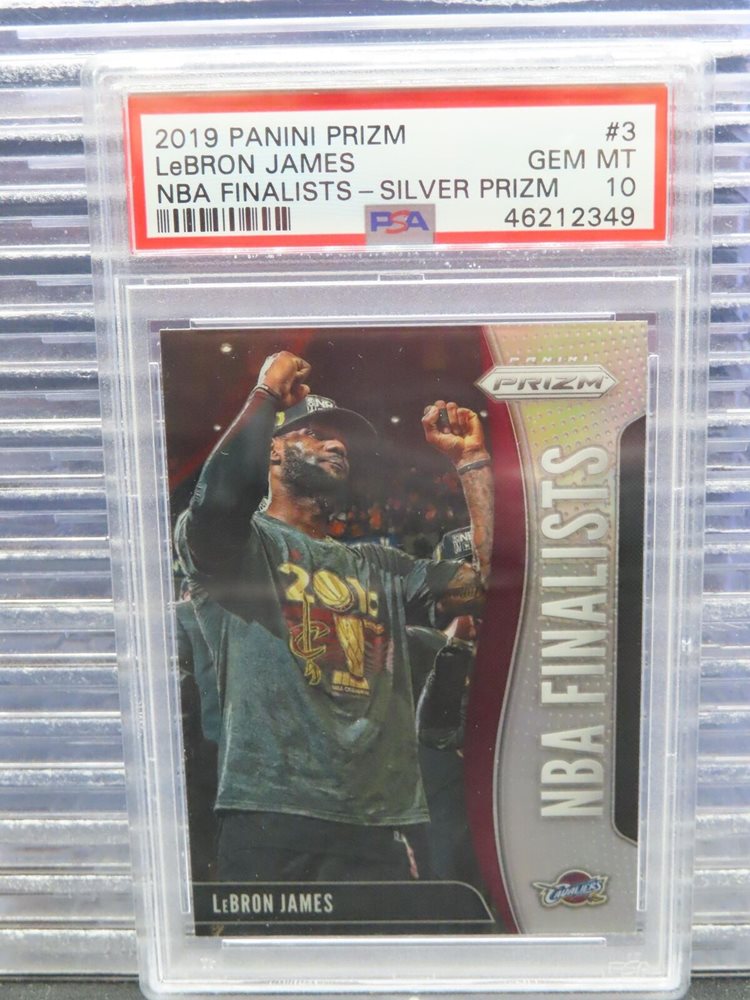 2019 PANINI PRIZM #3
LeBRON JAMES GEM MT
NBA FINALISTS – SILVER PRIZM 10
PSA 46212349
PANINI
PRIZM
NBA FINALISTS
CAVALIERS
LeBRON JAMES